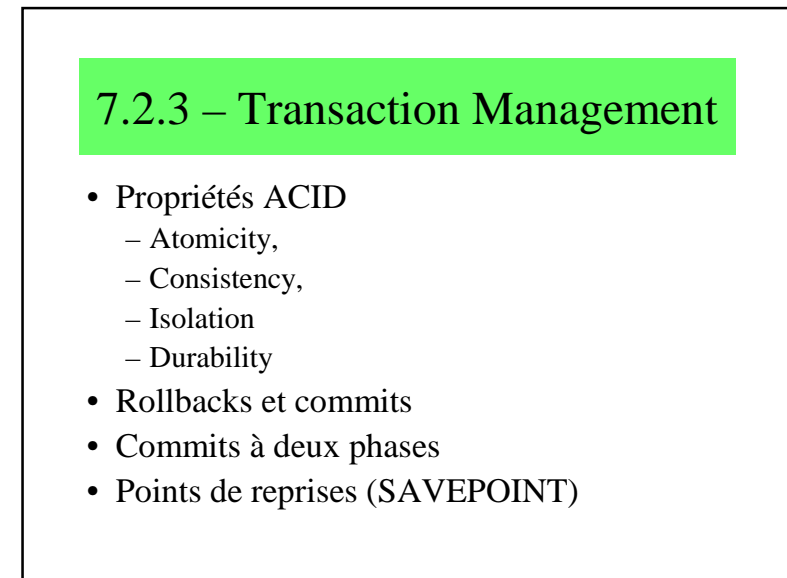 7.2.3 – Transaction Management
• Propriétés ACID
– Atomicity,
– Consistency,
– Isolation
– Durability
• Rollbacks et commits
• Commits à deux phases
• Points de reprises (SAVEPOINT)